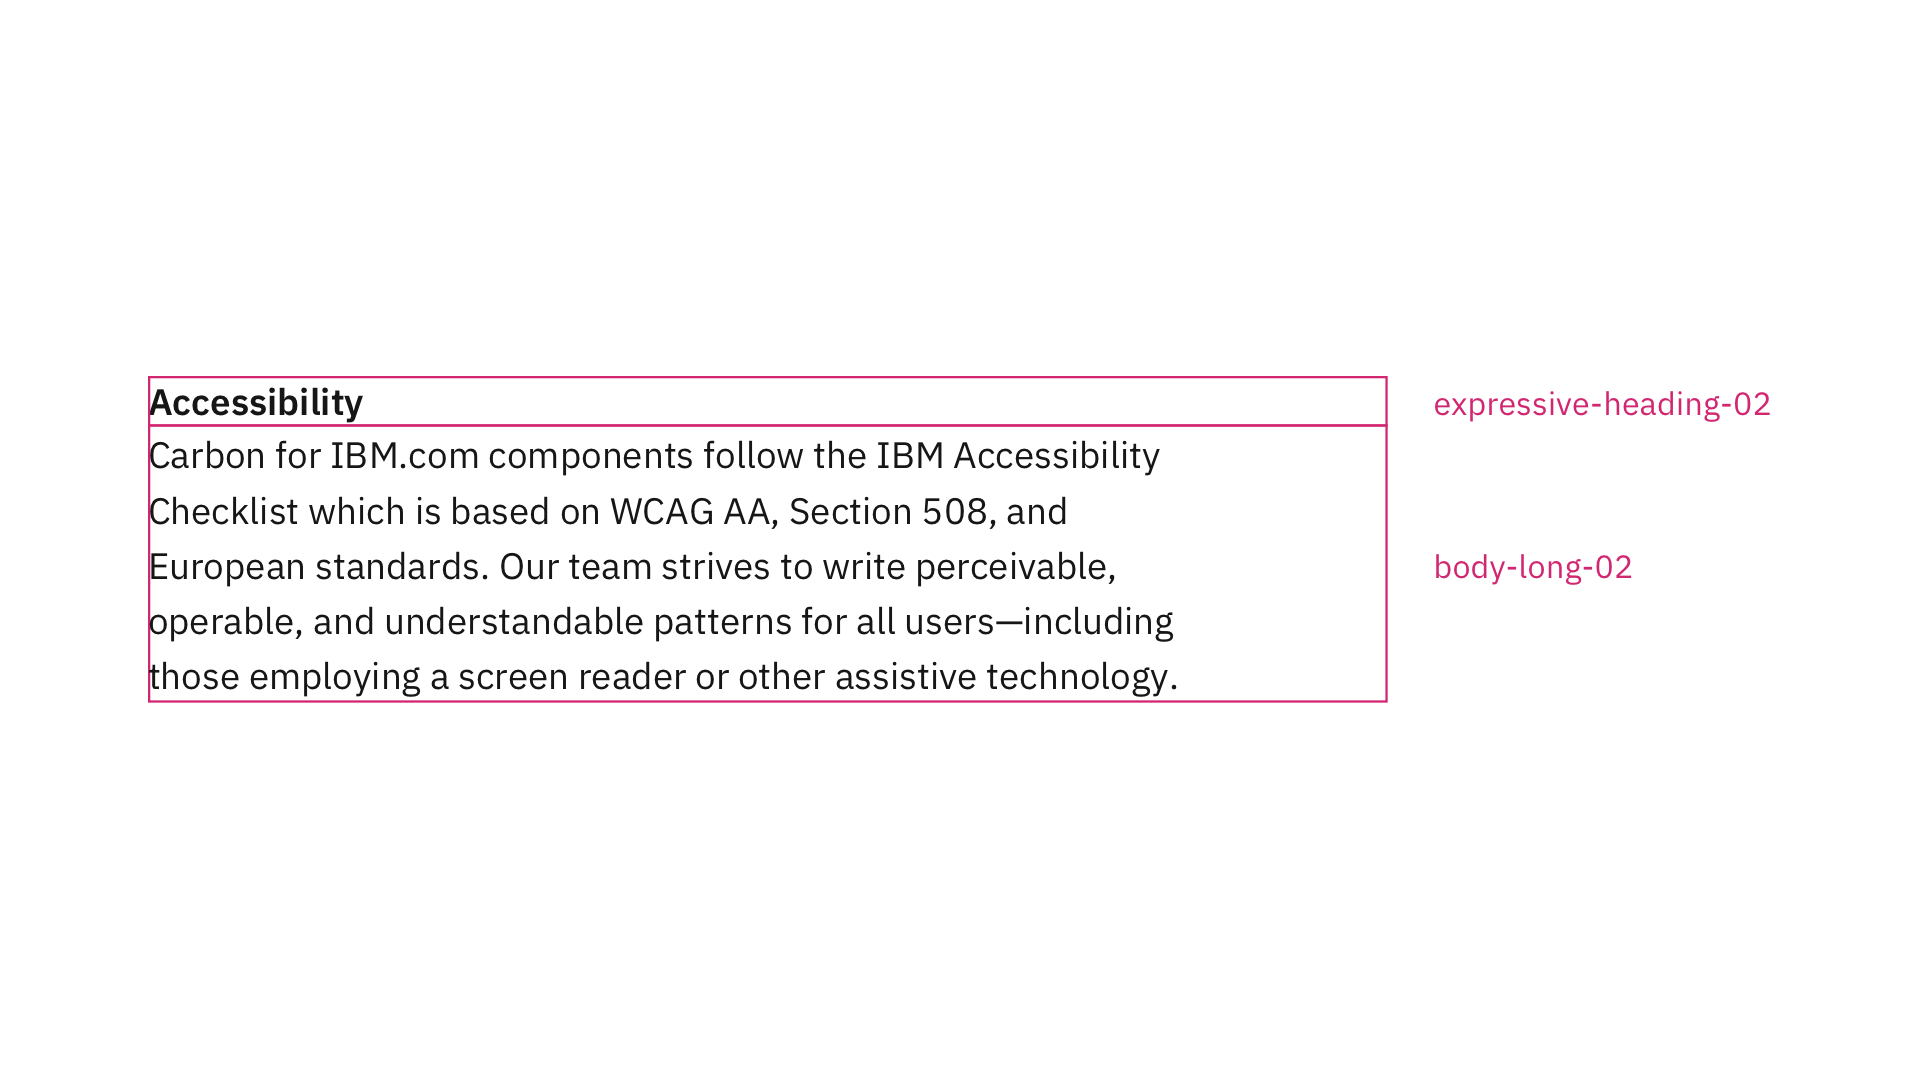 Accessibility
expressive-heading-02
Carbon for IBM.com components follow the IBM Accessibility
Checklist which is based on WCAG AA, Section 508, and
European standards. Our team strives to write perceivable,
operable, and understandable patterns for all users—including
those employing a screen reader or other assistive technology.
body-long-02